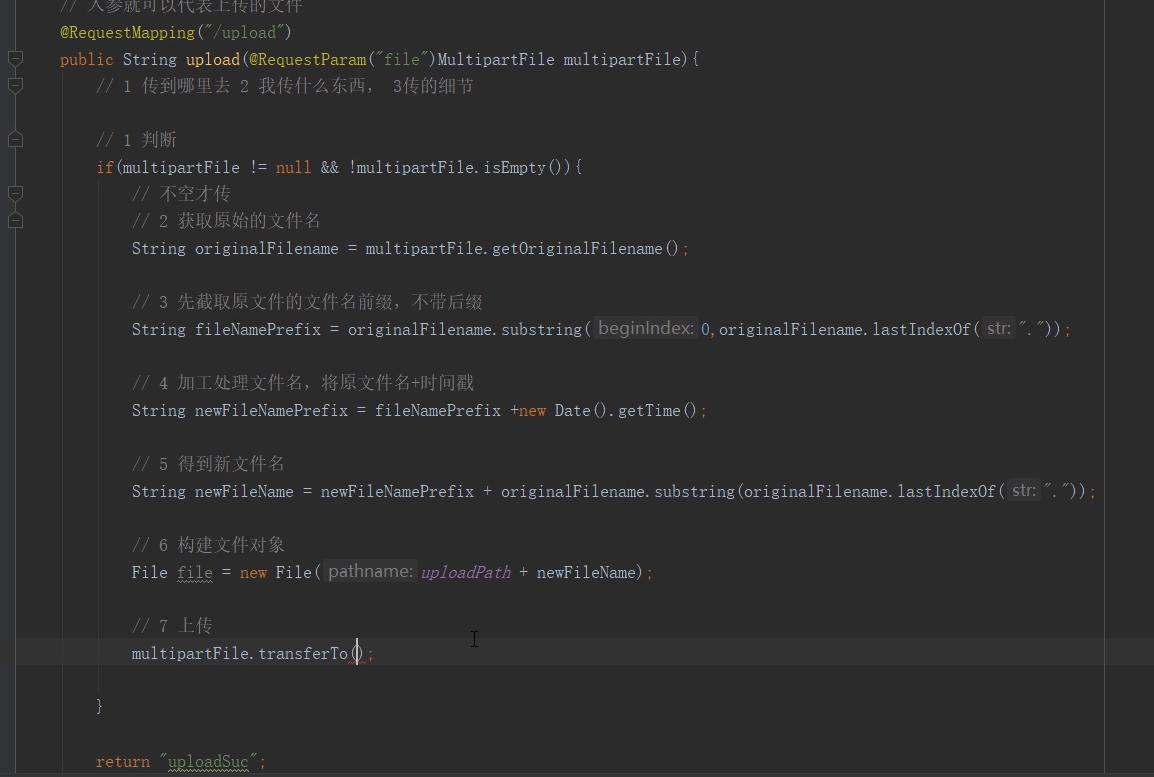 // 入参就可以代表上传的文件
@RequestMapping("/upload")
public String upload(@RequestParam("file")MultipartFile multipartFile){
// 1 传到哪里去 2 我传什么东西, 3传的细节
// 1 判断
if(multipartFile != null && !multipartFile.isEmpty()){
// 不空才传
// 2 获取原始的文件名
String originalFilename = multipartFile.getOriginalFilename();
// 3 先截取原文件的文件名前缀，不带后缀
String fileNamePrefix = originalFilename.substring( beginIndex: 0,originalFilename.lastIndexOf( str: "."));
// 4 加工处理文件名，将原文件名+时间戳
String newFileNamePrefix = fileNamePrefix +new Date().getTime();
// 5 得到新文件名
String newFileName = newFileNamePrefix + originalFilename.substring(originalFilename.lastIndexOf( str: "."));
// 6 构建文件对象
File file = new File( pathname: uploadPath + newFileName);
// 7 上传
multipartFile.transferTo();
}
return "uploadSuc";